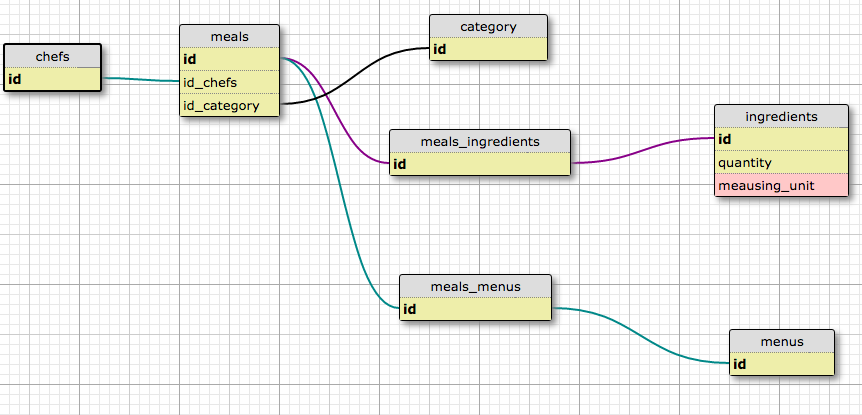 chefs
id
meals
id
id_chefs
id_category
category
id
meals_ingredients
id
ingredients
id
quantity
meausing_unit
meals_menus
id
menus
id